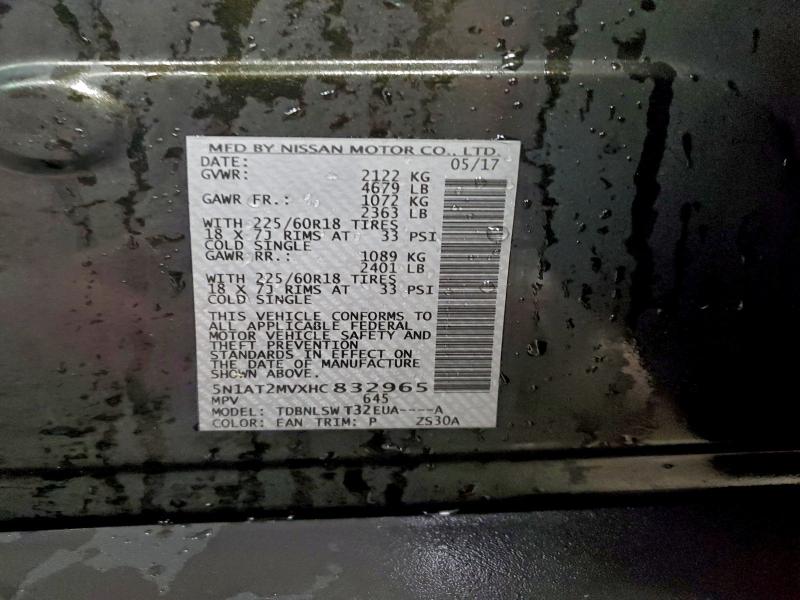 MFD BY NISSAN MOTOR CO., LTD.
DATE: 05/17
GVWR: 2122 KG
4679 LB
GAWR FR.: 1072 KG
2363 LB
WITH 225/60R18 TIRES
18 X 7J RIMS AT 33 PSI
COLD SINGLE
GAWR RR.: 1089 KG
2401 LB
WITH 225/60R18 TIRES
18 X 7J RIMS AT 33 PSI
COLD SINGLE
THIS VEHICLE CONFORMS TO
ALL APPLICABLE FEDERAL
MOTOR VEHICLE SAFETY AND
THEFT PREVENTION
STANDARDS IN EFFECT ON
THE DATE OF MANUFACTURE
SHOWN ABOVE.
5N1AT2MVXHC832965
MPV 645
MODEL: TDBNLSW T32EUA----A
COLOR: EAN TRIM: P ZS30A